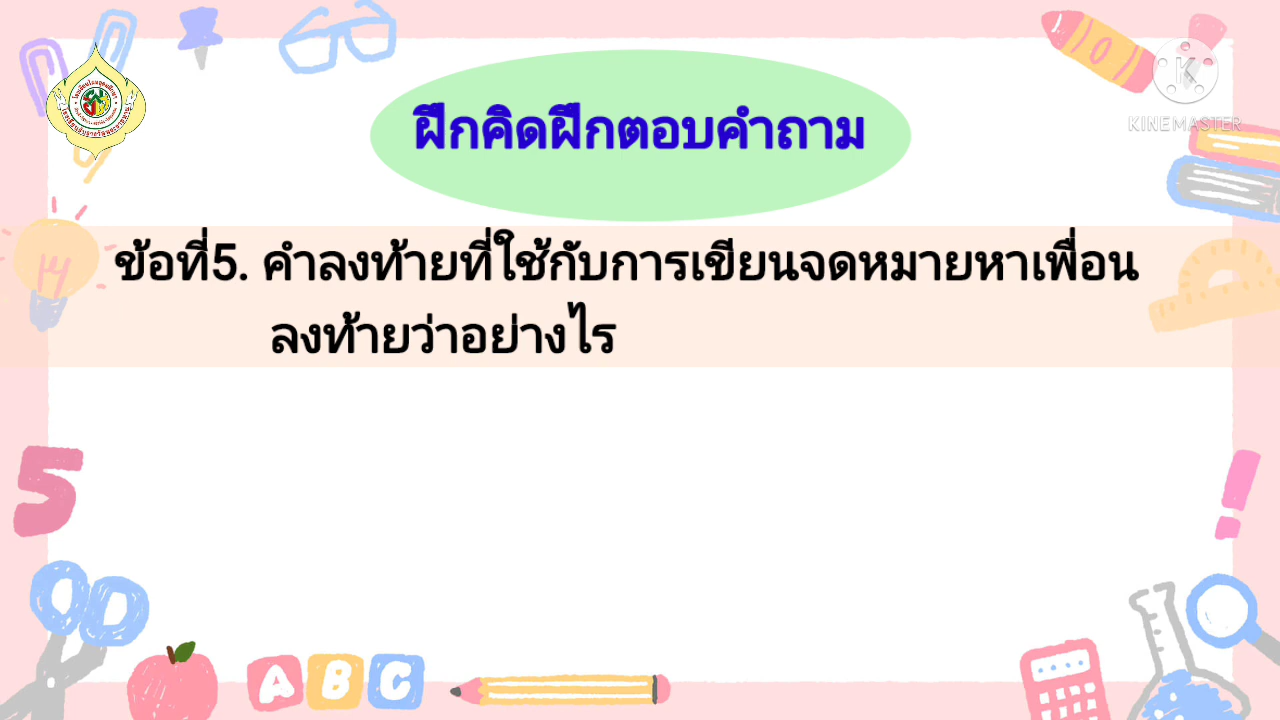 ฝึกคิดฝึกตอบคำถาม
KINEMASTER
ข้อที่5. คำลงท้ายที่ใช้กับการเขียนจดหมายหาเพื่อน
ลงท้ายว่าอย่างไร
5
!
A B C